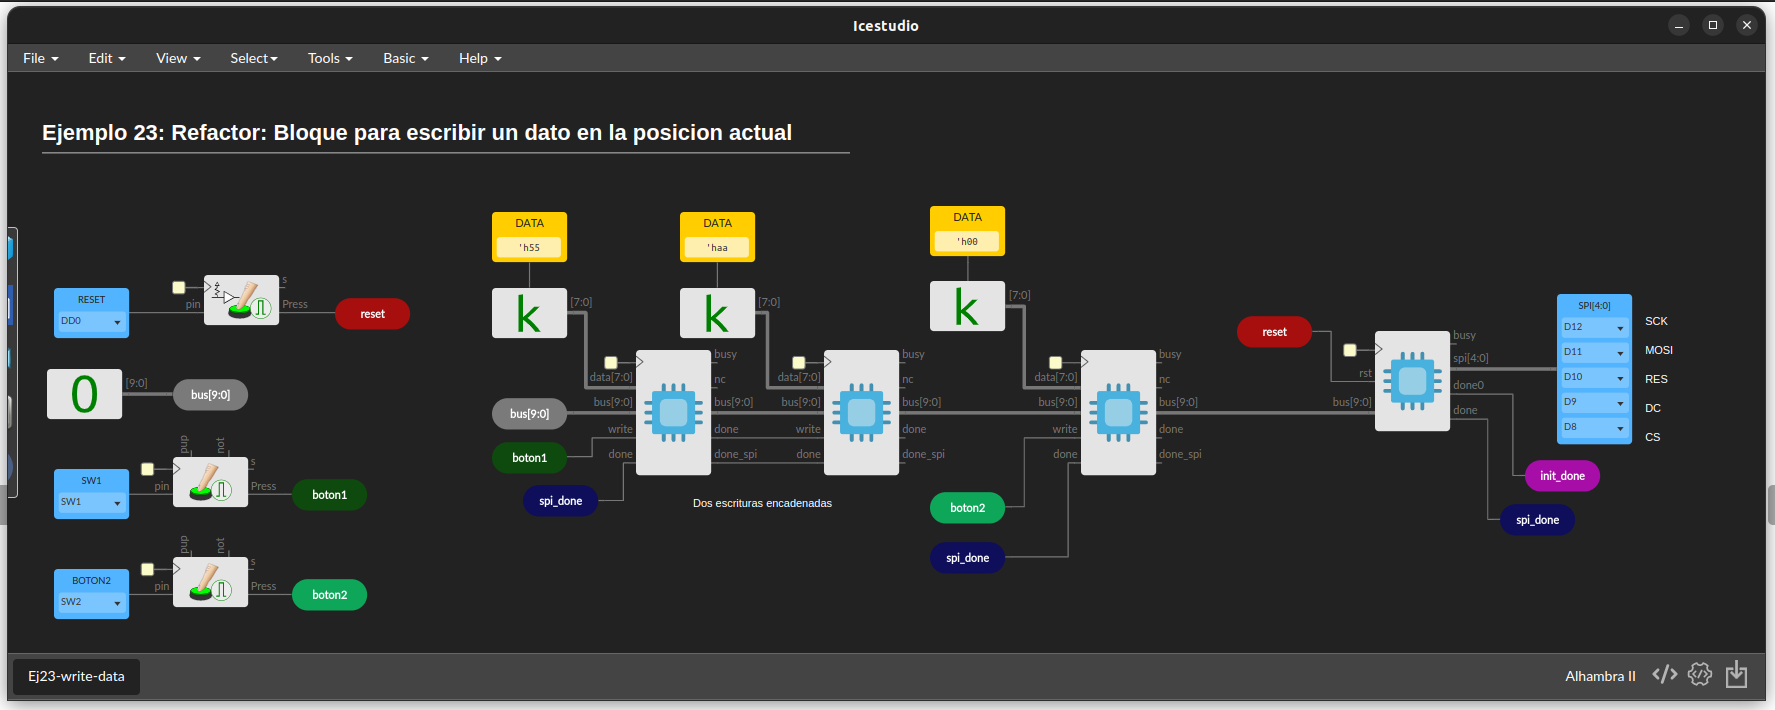 Icestudio
File Edit View Select Tools Basic Help
Ejemplo 23: Refactor: Bloque para escribir un dato en la posicion actual
DATA
'h55
k
[7:0]
DATA
'haa
k
[7:0]
DATA
'h00
k
[7:0]
RESET
DD0
pin
s
Press
reset
0
[9:0]
bus[9:0]
SW1
SW1
pup
not
pin
s
Press
boton1
BOTON2
SW2
pup
not
pin
s
Press
boton2
bus[9:0]
boton1
spi_done
data[7:0]
bus[9:0]
write
done
busy
nc
bus[9:0]
done
done_spi
data[7:0]
write
done
busy
nc
bus[9:0]
done
done_spi
Dos escrituras encadenadas
boton2
spi_done
data[7:0]
bus[9:0]
write
done
busy
nc
bus[9:0]
done
done_spi
reset
rst
bus[9:0]
busy
spi[4:0]
done0
done
init_done
spi_done
SPI[4:0]
D12 SCK
D11 MOSI
D10 RES
D9 DC
D8 CS
Ej23-write-data
Alhambra II